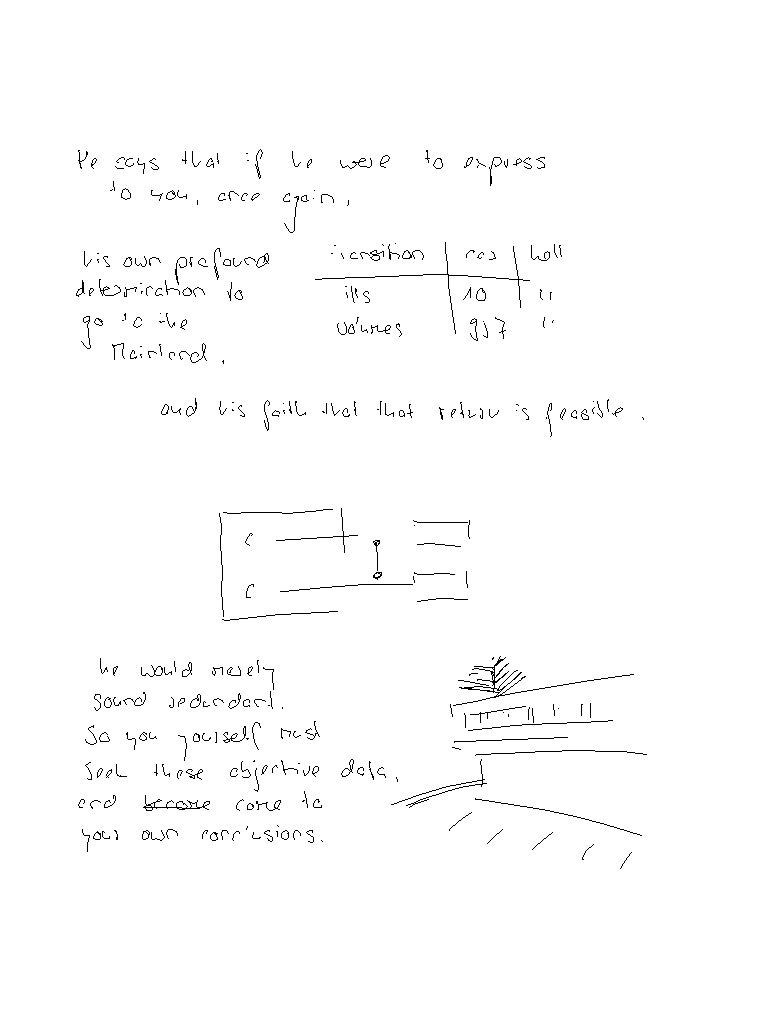 He says that if he were to express
to you, once again,
his own profound
determination to
go to the
Mainland,
transition ros hall
ills 10 "
volumes 957 "
and his faith that that return is feasible,
C
C
he would merely
sound redundant.
So you yourself must
seek these objective data,
and become come to
your own conclusions.